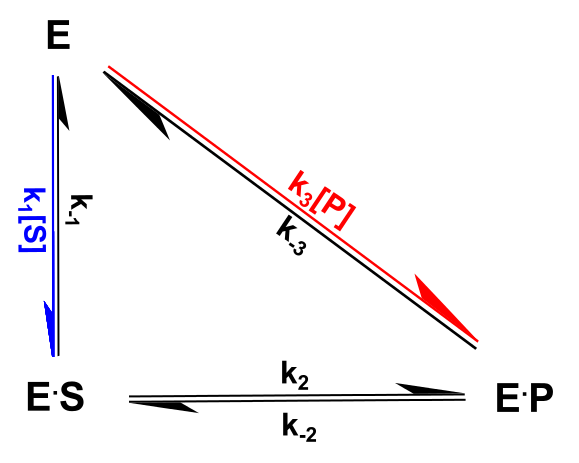 E
k₁[S]
k₋₁
k₃[P]
k₋₃
E·S
k₂
k₋₂
E·P